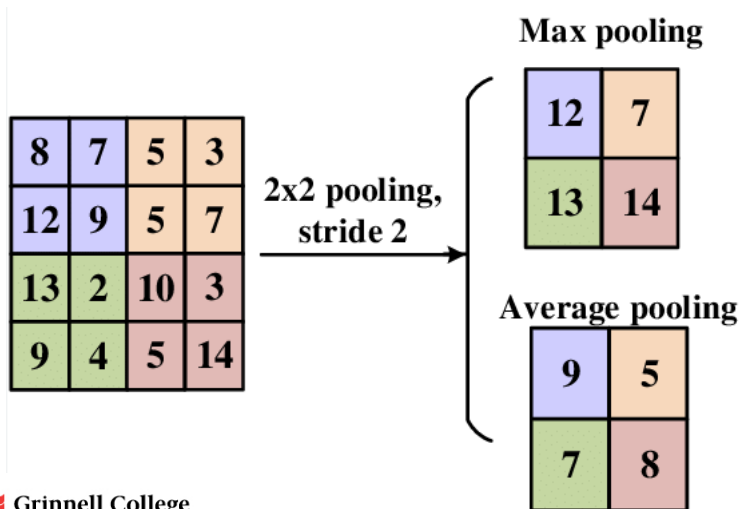 Max pooling
12 7
13 14
8 7 5 3
12 9 5 7
13 2 10 3
9 4 5 14
2x2 pooling,
stride 2
Average pooling
9 5
7 8
Grinnell College